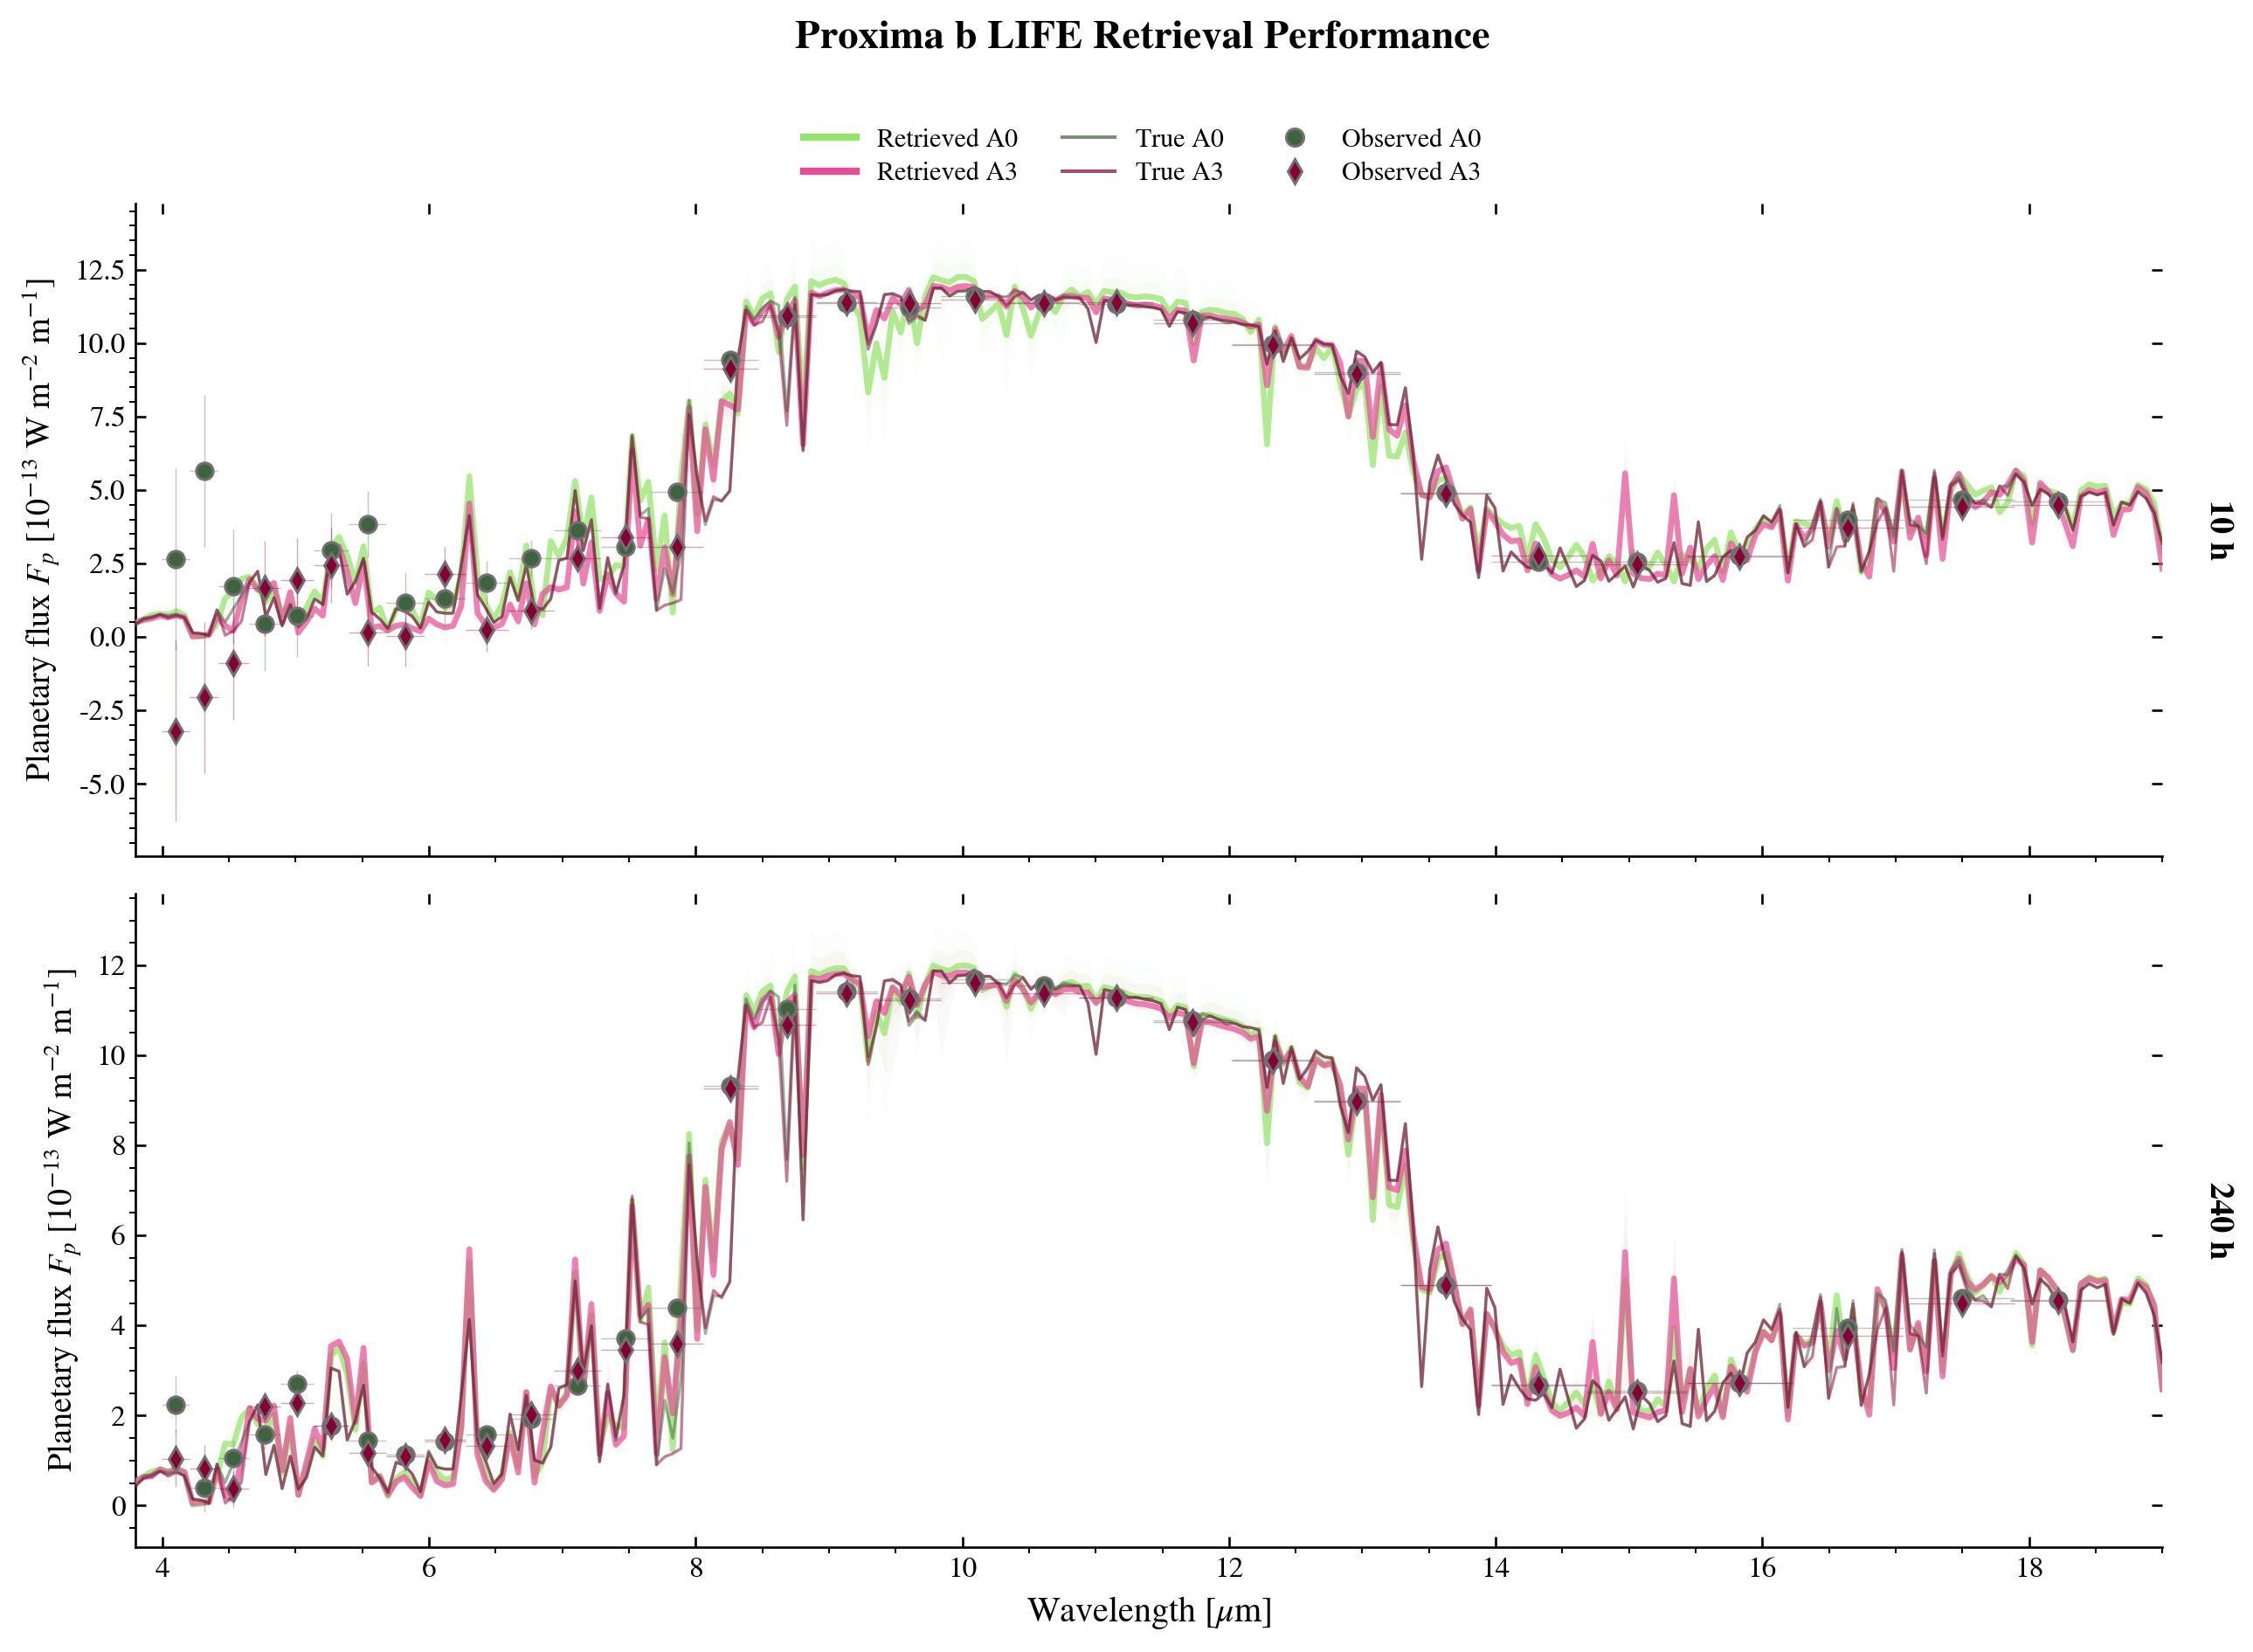 Proxima b LIFE Retrieval Performance
Retrieved A0
True A0
Observed A0
Retrieved A3
True A3
Observed A3
Planetary flux F_p [10⁻¹³ W m⁻² m⁻¹]
12.5
10.0
7.5
5.0
2.5
0.0
-2.5
-5.0
10 h
Planetary flux F_p [10⁻¹³ W m⁻² m⁻¹]
12
10
8
6
4
2
0
240 h
4 6 8 10 12 14 16 18
Wavelength [μm]